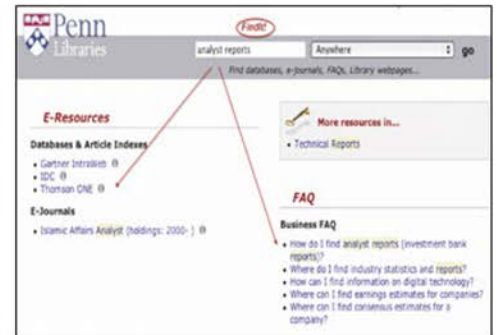 Penn
Libraries
FindIt!
analyst reports
Anywhere
go
Find databases, e-journals, FAQs, Library webpages...
E-Resources
Databases & Article Indexes
• Gartner IntraWeb
• IDC
• Thomson ONE
E-Journals
• Islamic Affairs Analyst (holdings: 2000- )
More resources in...
• Technical Reports
FAQ
Business FAQ
• How do I find analyst reports (investment bank
reports)?
• Where do I find industry statistics and reports?
• How can I find information on digital technology?
• Where can I find earnings estimates for companies?
• Where can I find consensus estimates for a
company?